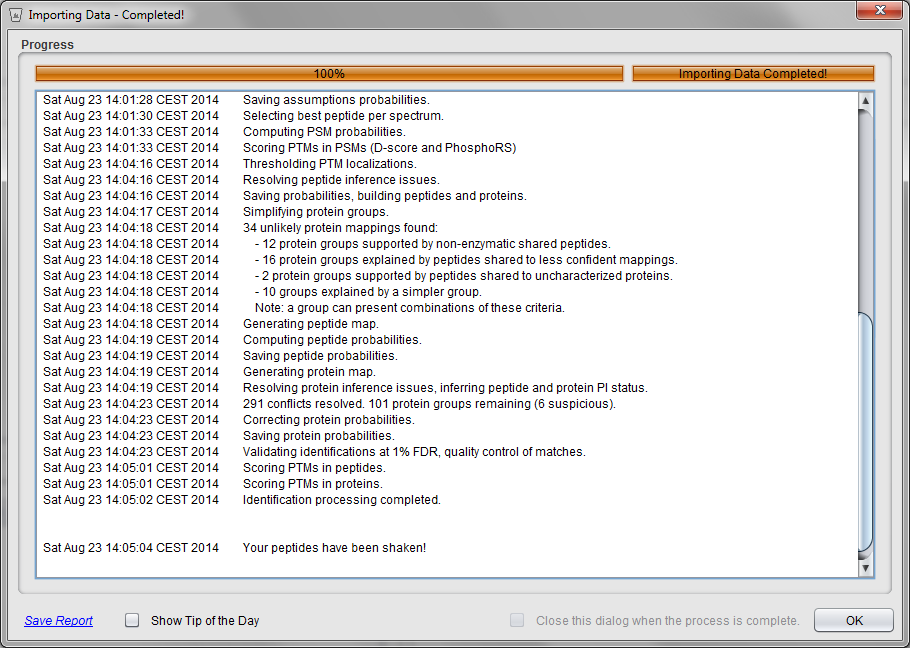 Importing Data - Completed!
Progress
100% Importing Data Completed!
Sat Aug 23 14:01:28 CEST 2014 Saving assumptions probabilities.
Sat Aug 23 14:01:30 CEST 2014 Selecting best peptide per spectrum.
Sat Aug 23 14:01:33 CEST 2014 Computing PSM probabilities.
Sat Aug 23 14:01:33 CEST 2014 Scoring PTMs in PSMs (D-score and PhosphoRS)
Sat Aug 23 14:04:16 CEST 2014 Thresholding PTM localizations.
Sat Aug 23 14:04:16 CEST 2014 Resolving peptide inference issues.
Sat Aug 23 14:04:16 CEST 2014 Saving probabilities, building peptides and proteins.
Sat Aug 23 14:04:17 CEST 2014 Simplifying protein groups.
Sat Aug 23 14:04:18 CEST 2014 34 unlikely protein mappings found:
Sat Aug 23 14:04:18 CEST 2014 - 12 protein groups supported by non-enzymatic shared peptides.
Sat Aug 23 14:04:18 CEST 2014 - 16 protein groups explained by peptides shared to less confident mappings.
Sat Aug 23 14:04:18 CEST 2014 - 2 protein groups supported by peptides shared to uncharacterized proteins.
Sat Aug 23 14:04:18 CEST 2014 - 10 groups explained by a simpler group.
Sat Aug 23 14:04:18 CEST 2014 Note: a group can present combinations of these criteria.
Sat Aug 23 14:04:18 CEST 2014 Generating peptide map.
Sat Aug 23 14:04:19 CEST 2014 Computing peptide probabilities.
Sat Aug 23 14:04:19 CEST 2014 Saving peptide probabilities.
Sat Aug 23 14:04:19 CEST 2014 Generating protein map.
Sat Aug 23 14:04:19 CEST 2014 Resolving protein inference issues, inferring peptide and protein PI status.
Sat Aug 23 14:04:23 CEST 2014 291 conflicts resolved. 101 protein groups remaining (6 suspicious).
Sat Aug 23 14:04:23 CEST 2014 Correcting protein probabilities.
Sat Aug 23 14:04:23 CEST 2014 Saving protein probabilities.
Sat Aug 23 14:04:23 CEST 2014 Validating identifications at 1% FDR, quality control of matches.
Sat Aug 23 14:05:01 CEST 2014 Scoring PTMs in peptides.
Sat Aug 23 14:05:01 CEST 2014 Scoring PTMs in proteins.
Sat Aug 23 14:05:02 CEST 2014 Identification processing completed.
Sat Aug 23 14:05:04 CEST 2014 Your peptides have been shaken!
Save Report Show Tip of the Day Close this dialog when the process is complete. OK